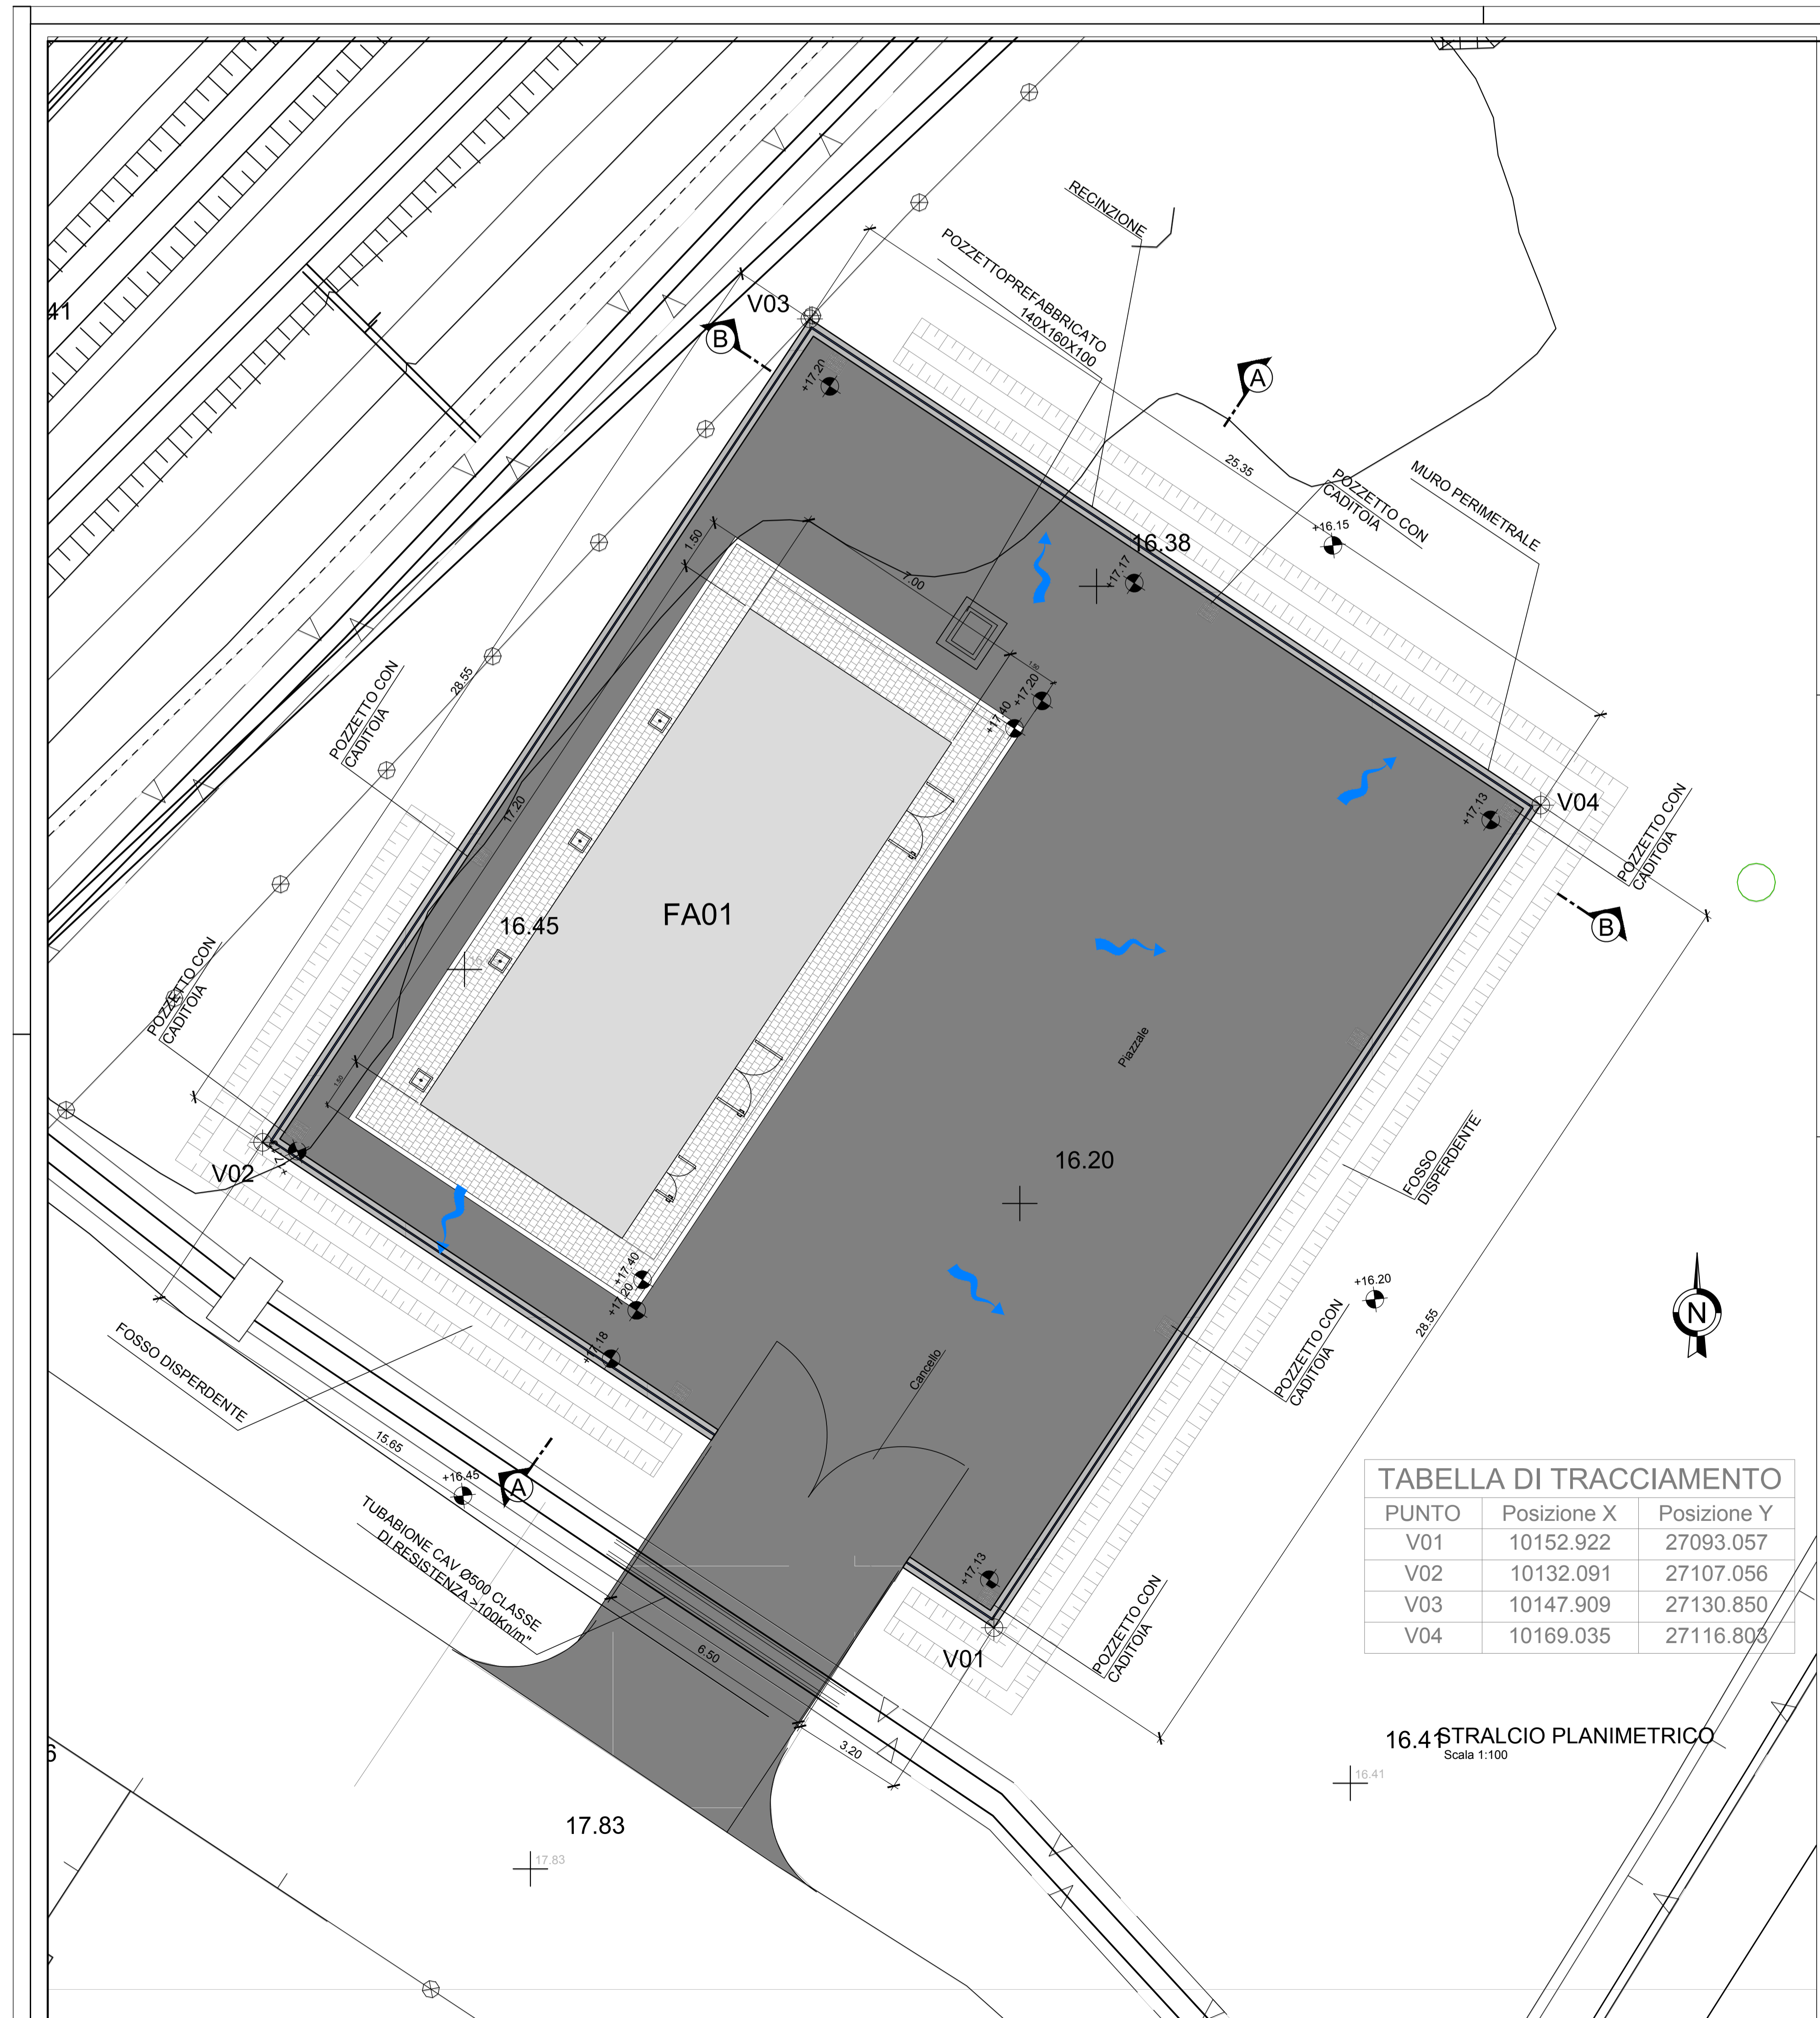 41
V03
B
+17.20
RECINZIONE
POZZETTOPREFABBRICATO
140X160X100
A
25.35
POZZETTO CON
CADITOIA
MURO PERIMETRALE
+16.15
16.38
+17.17
1.50
7.00
1.50
+17.20
+17.40
28.55
POZZETTO CON
CADITOIA
17.20
FA01
16.45
+17.13
V04
POZZETTO CON
CADITOIA
B
POZZETTO CON
CADITOIA
Piazzale
1.50
V02
16.20
FOSSO
DISPERDENTE
+17.40
+17.20
+17.18
+16.20
28.55
N
POZZETTO CON
CADITOIA
Cancello
FOSSO DISPERDENTE
15.65
+16.45
A
TUBABIONE CAV Ø500 CLASSE
DI RESISTENZA >100Kn/m"
6.50
3.20
+17.13
V01
POZZETTO CON
CADITOIA
TABELLA DI TRACCIAMENTO
PUNTO Posizione X Posizione Y
V01 10152.922 27093.057
V02 10132.091 27107.056
V03 10147.909 27130.850
V04 10169.035 27116.803
16.41
STRALCIO PLANIMETRICO
Scala 1:100
16.41
17.83
17.83